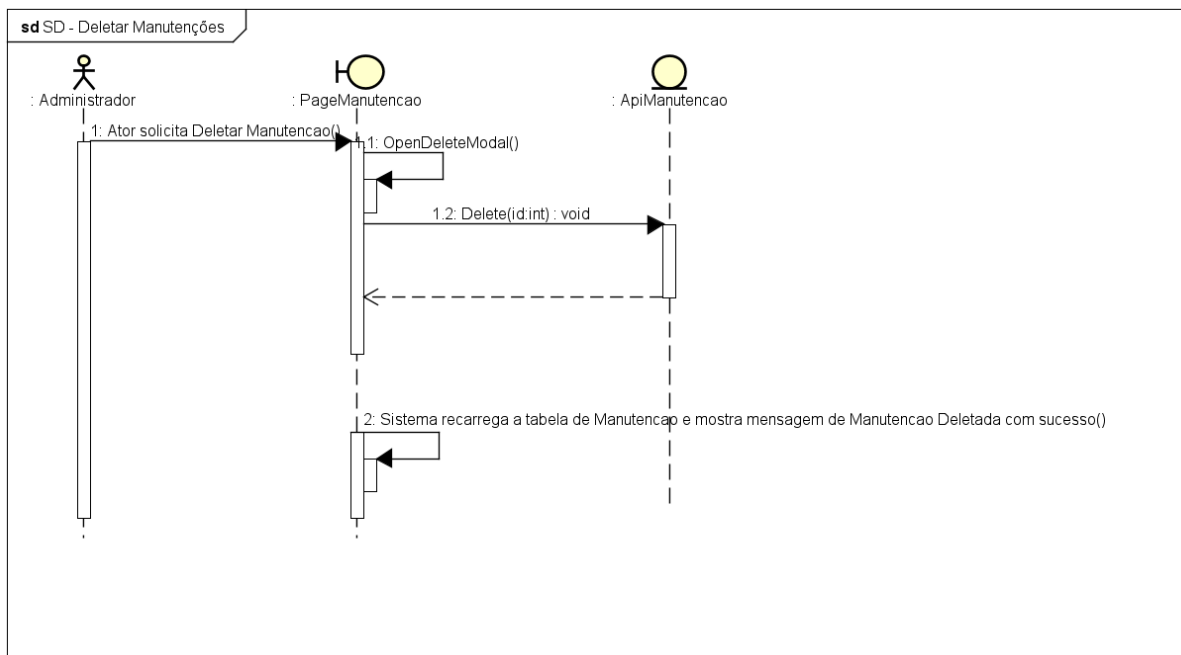 sd SD - Deletar Manutenções
: Administrador
: PageManutencao
: ApiManutencao
1: Ator solicita Deletar Manutencao()
1.1: OpenDeleteModal()
1.2: Delete(id:int) : void
2: Sistema recarrega a tabela de Manutencao e mostra mensagem de Manutencao Deletada com sucesso()